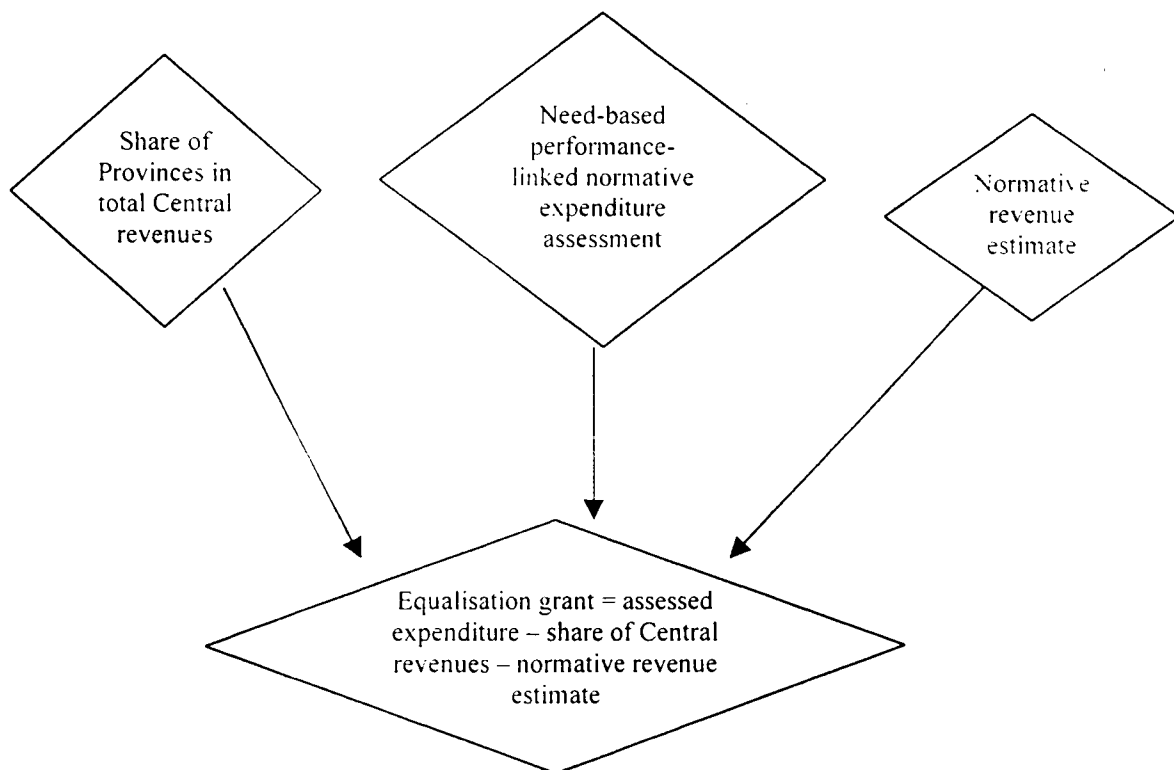 Share of
Provinces in
total Central
revenues
Need-based
performance-
linked normative
expenditure
assessment
Normative
revenue
estimate
Equalisation grant = assessed
expenditure – share of Central
revenues – normative revenue
estimate